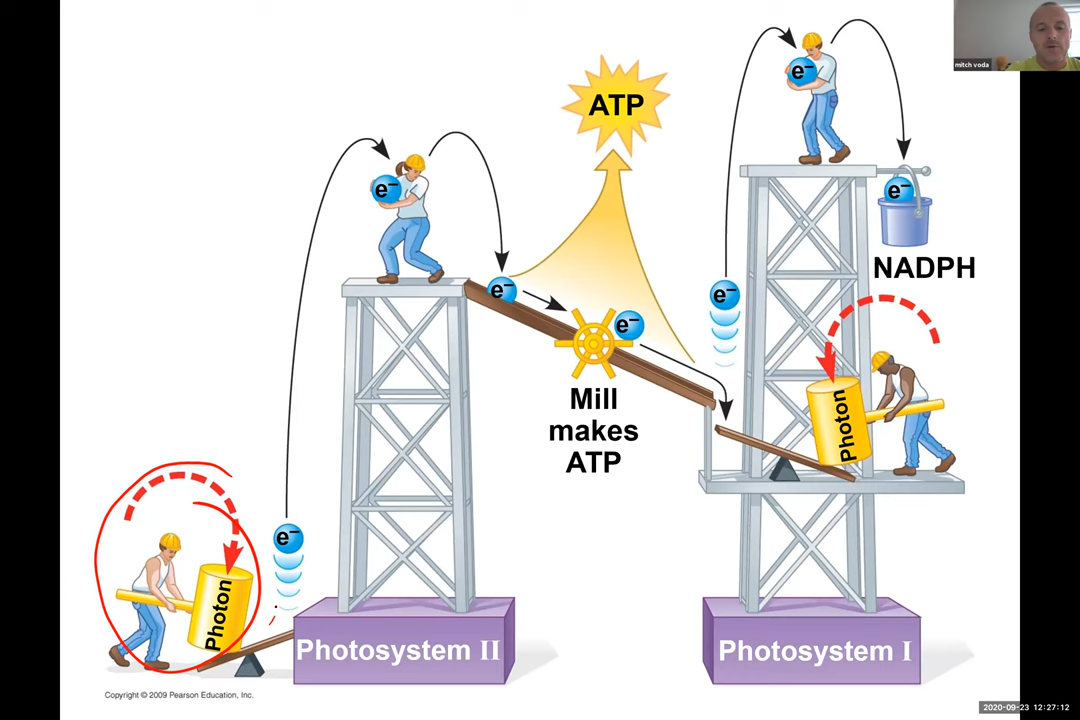 mitch voda
e–
ATP
e–
e–
NADPH
e–
e–
e–
Mill
makes
ATP
Photon
e–
Photon
Photosystem II
Photosystem I
Copyright © 2009 Pearson Education, Inc.
2020-09-23 12:27:12